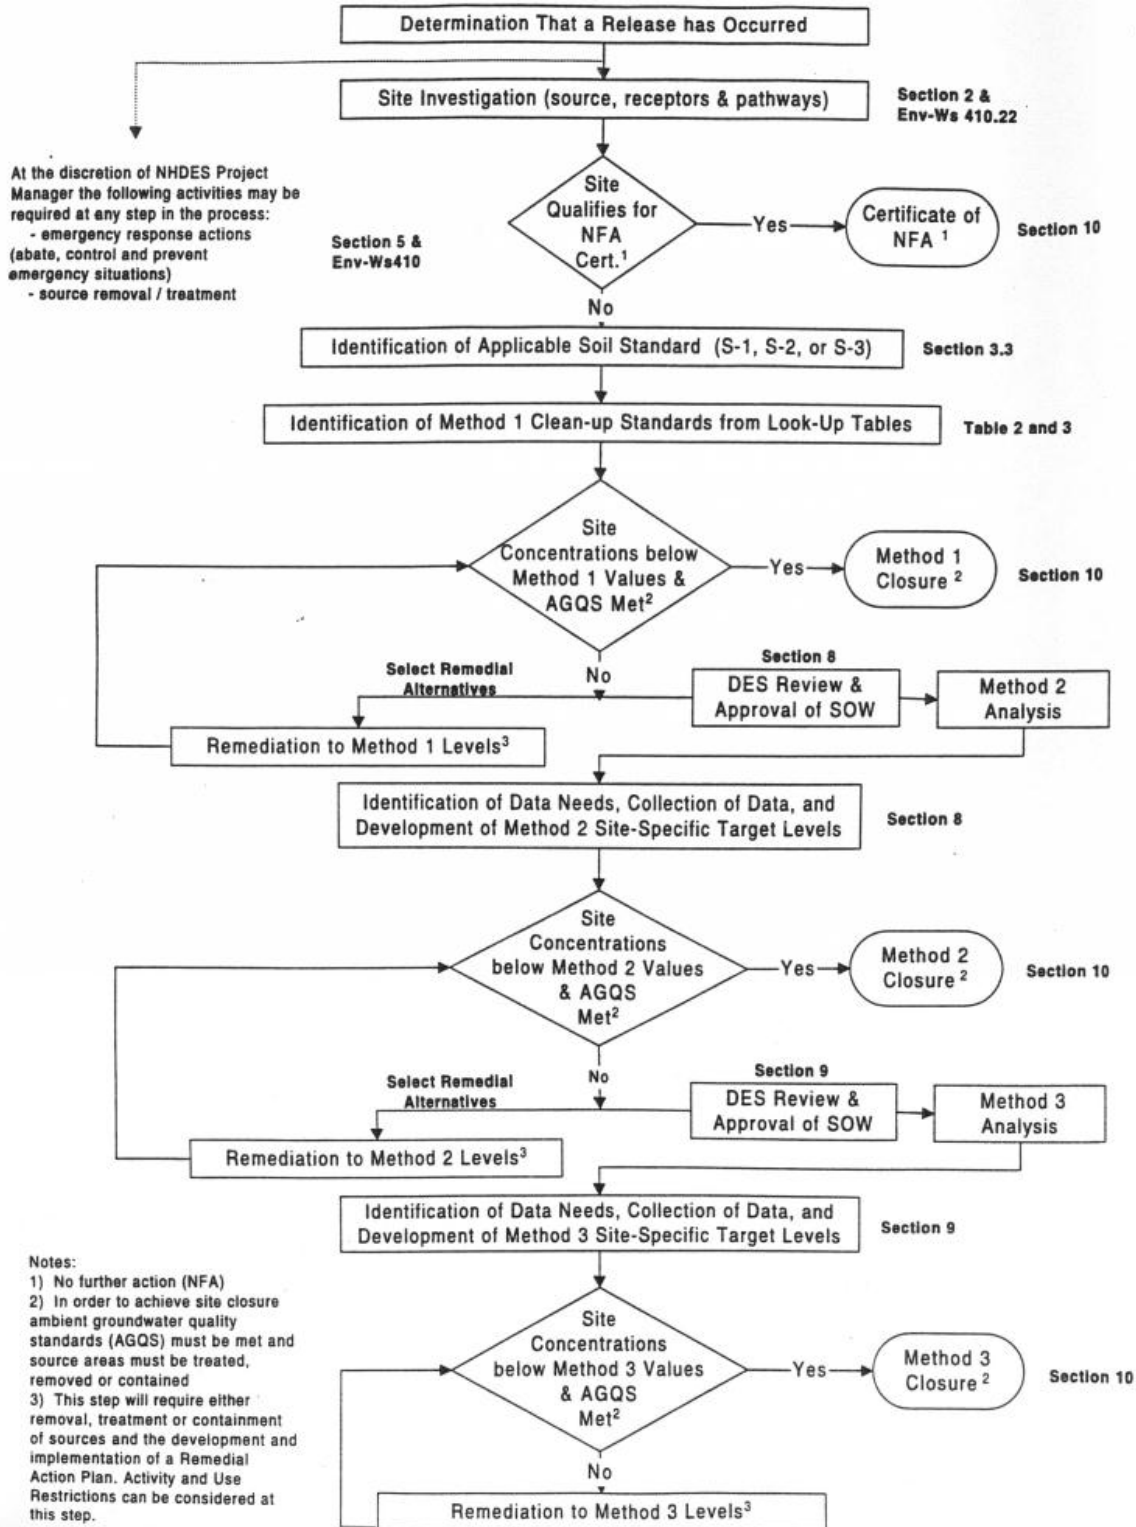 Determination That a Release has Occurred
Site Investigation (source, receptors & pathways)
Section 2 &
Env-Ws 410.22
At the discretion of NHDES Project
Manager the following activities may be
required at any step in the process:
- emergency response actions
(abate, control and prevent
emergency situations)
- source removal / treatment
Section 5 &
Env-Ws410
Site
Qualifies for
NFA
Cert.¹
Yes
Certificate of
NFA ¹
Section 10
No
Identification of Applicable Soil Standard (S-1, S-2, or S-3)
Section 3.3
Identification of Method 1 Clean-up Standards from Look-Up Tables
Table 2 and 3
Site
Concentrations below
Method 1 Values &
AGQS Met²
Yes
Method 1
Closure ²
Section 10
No
Select Remedial
Alternatives
Section 8
DES Review &
Approval of SOW
Method 2
Analysis
Remediation to Method 1 Levels³
Identification of Data Needs, Collection of Data, and
Development of Method 2 Site-Specific Target Levels
Section 8
Site
Concentrations
below Method 2 Values
& AGQS
Met²
Yes
Method 2
Closure ²
Section 10
No
Select Remedial
Alternatives
Section 9
DES Review &
Approval of SOW
Method 3
Analysis
Remediation to Method 2 Levels³
Identification of Data Needs, Collection of Data, and
Development of Method 3 Site-Specific Target Levels
Section 9
Site
Concentrations
below Method 3 Values
& AGQS
Met²
Yes
Method 3
Closure ²
Section 10
No
Remediation to Method 3 Levels³
Notes:
1) No further action (NFA)
2) In order to achieve site closure
ambient groundwater quality
standards (AGQS) must be met and
source areas must be treated,
removed or contained
3) This step will require either
removal, treatment or containment
of sources and the development and
implementation of a Remedial
Action Plan. Activity and Use
Restrictions can be considered at
this step.